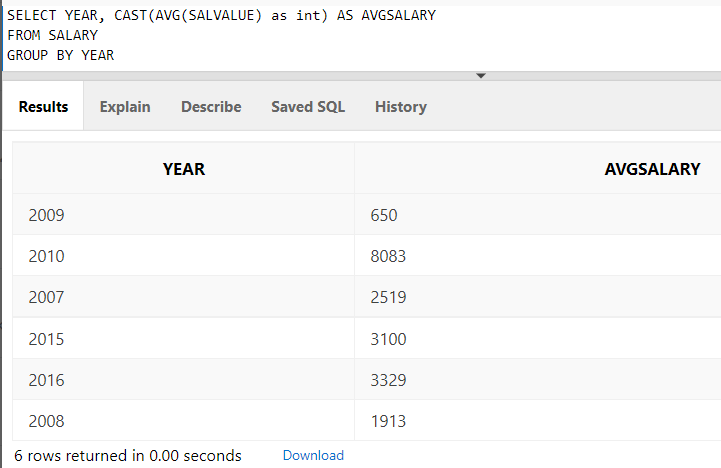 SELECT YEAR, CAST(AVG(SALVALUE) as int) AS AVGSALARY
FROM SALARY
GROUP BY YEAR
Results Explain Describe Saved SQL History
YEAR AVGSALARY
2009 650
2010 8083
2007 2519
2015 3100
2016 3329
2008 1913
6 rows returned in 0.00 seconds Download